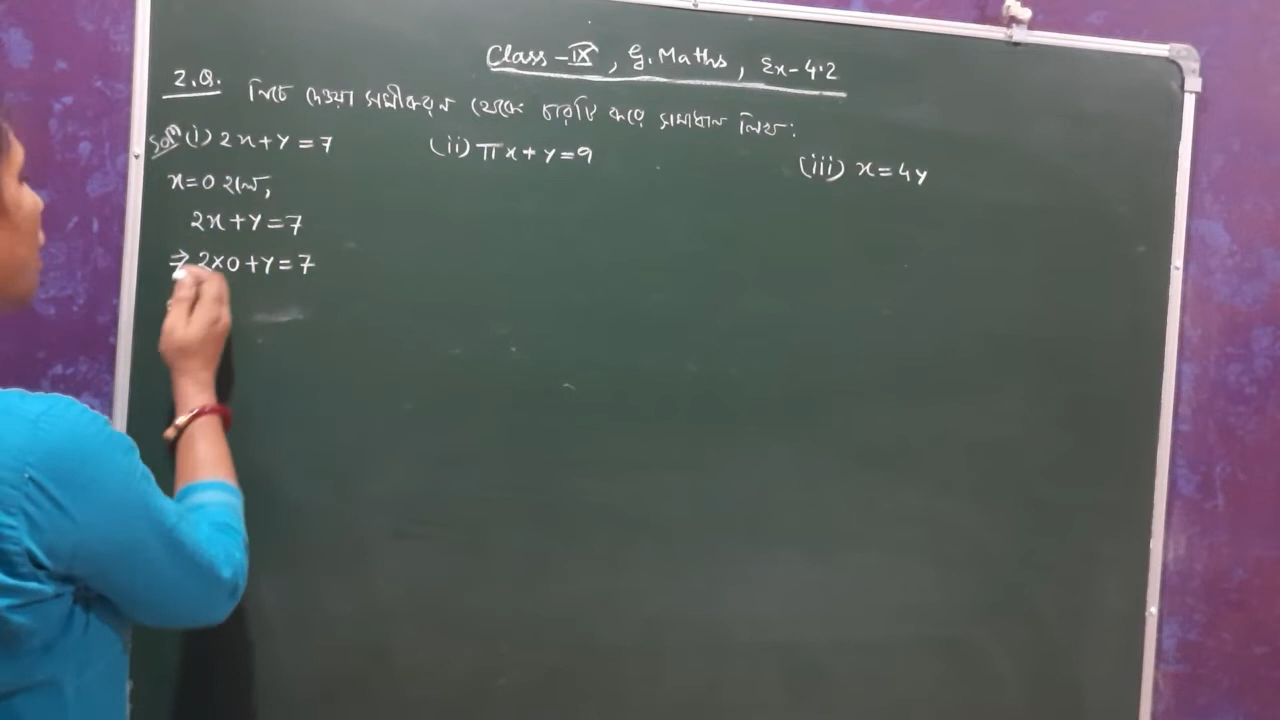 Class-IX, G.Maths, Ex-4.2
2.Q. নিচে দেওয়া সমীকরণ থেকে চারটি করে সমাধান লিখ:
Soln (i) 2x+y=7 (ii) πx+y=9 (iii) x=4y
x=0 হলে,
2x+y=7
⇒ 2×0+y=7